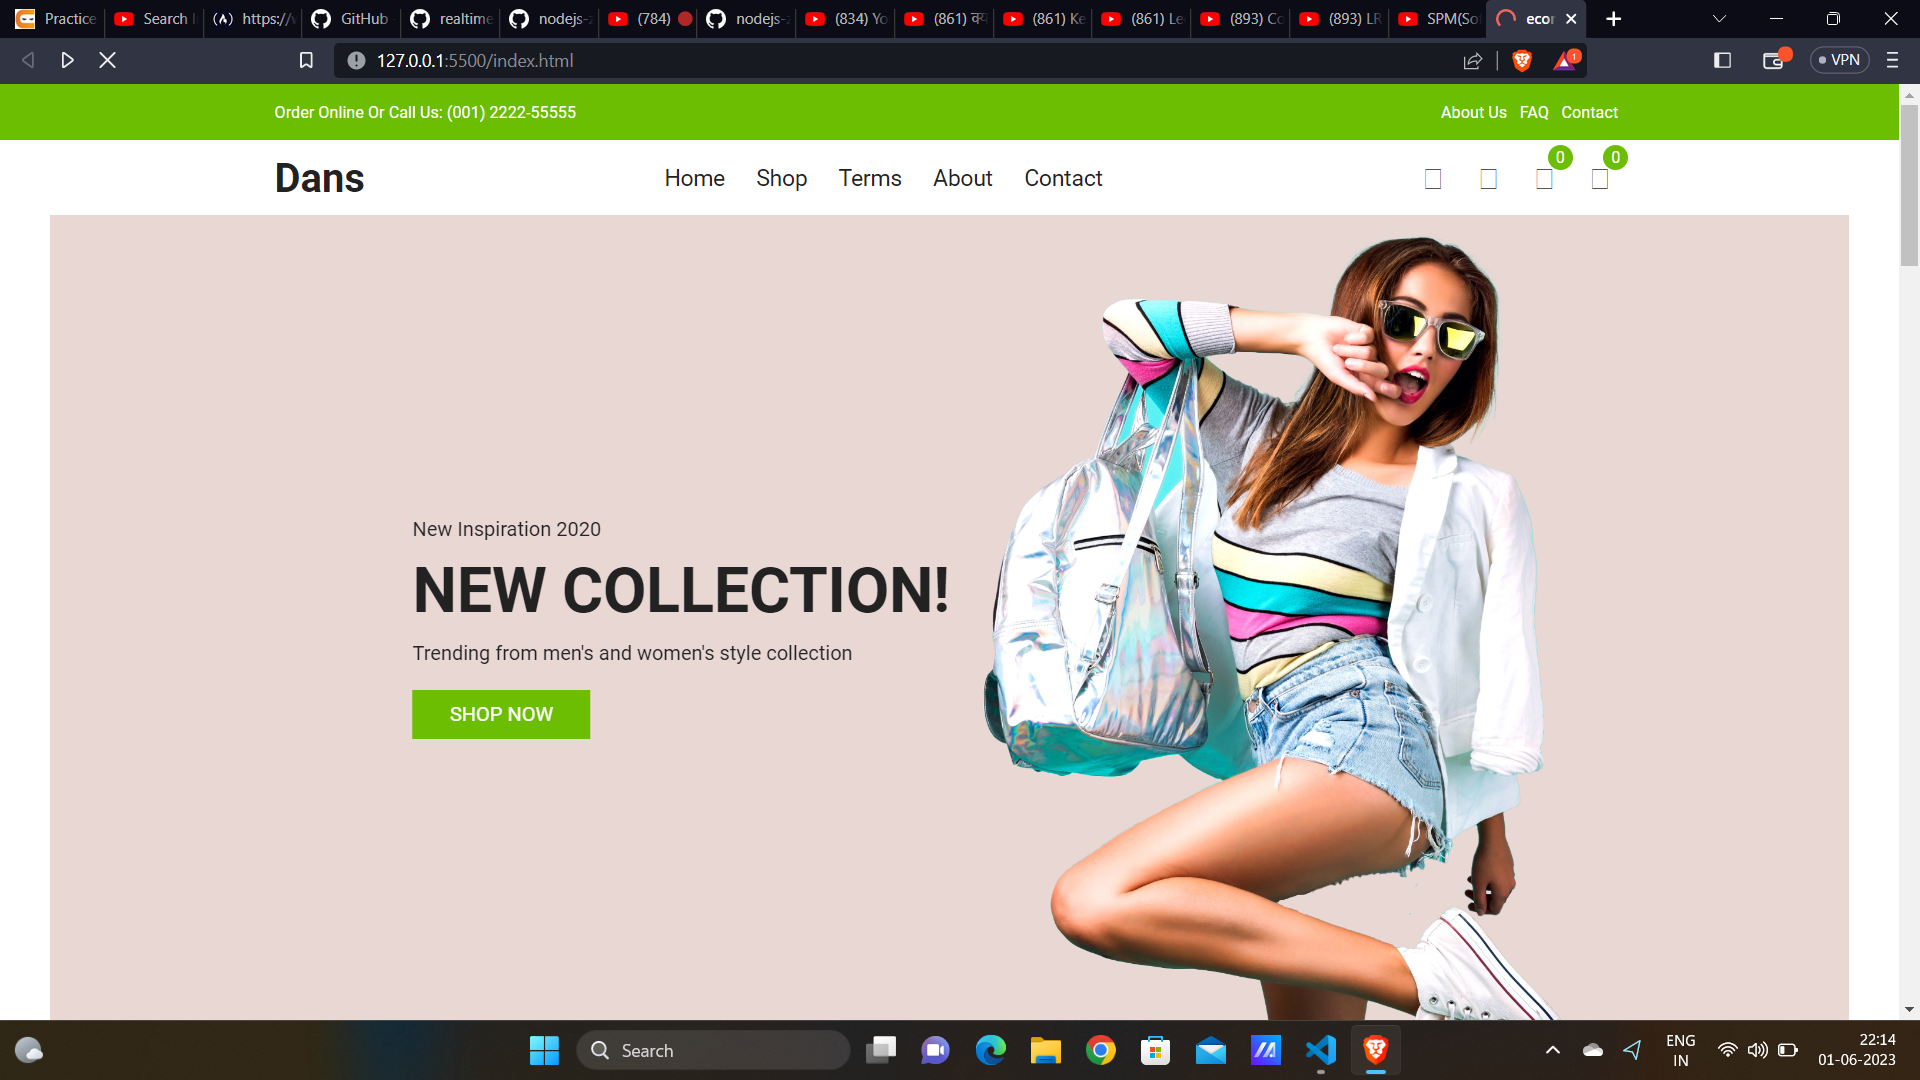 Practice
Search I
https://v
GitHub
realtime
nodejs-z
(784)
nodejs-z
(834) Yo
(861) क्य
(861) Ke
(861) Le
(893) Co
(893) LR
SPM(So
ecor
127.0.0.1:5500/index.html
1
VPN
Order Online Or Call Us: (001) 2222-55555
About Us FAQ Contact
Dans
Home Shop Terms About Contact
0 0
New Inspiration 2020
NEW COLLECTION!
Trending from men's and women's style collection
SHOP NOW
Search
ENG
IN
22:14
01-06-2023